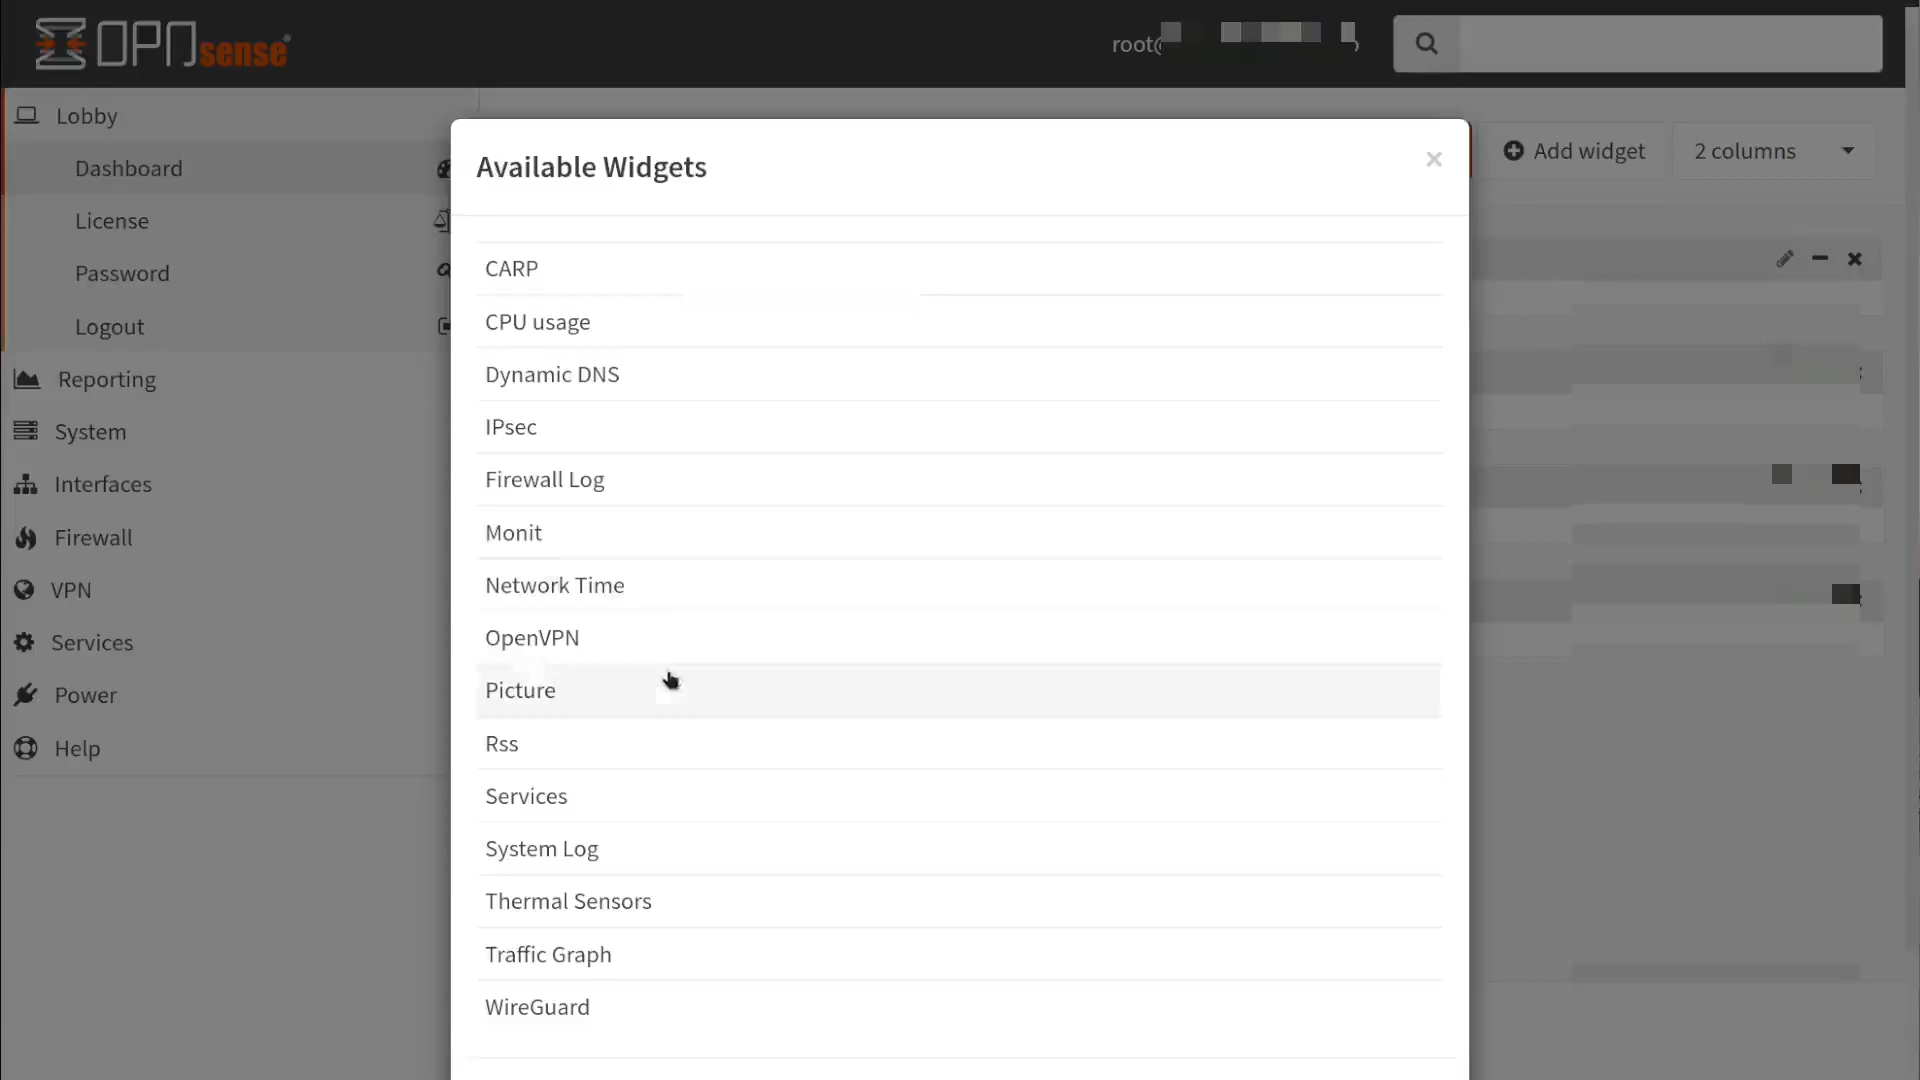 OPNsense
root@
Lobby
Dashboard
License
Password
Logout
Reporting
System
Interfaces
Firewall
VPN
Services
Power
Help
Add widget
2 columns
Available Widgets
CARP
CPU usage
Dynamic DNS
IPsec
Firewall Log
Monit
Network Time
OpenVPN
Picture
Rss
Services
System Log
Thermal Sensors
Traffic Graph
WireGuard